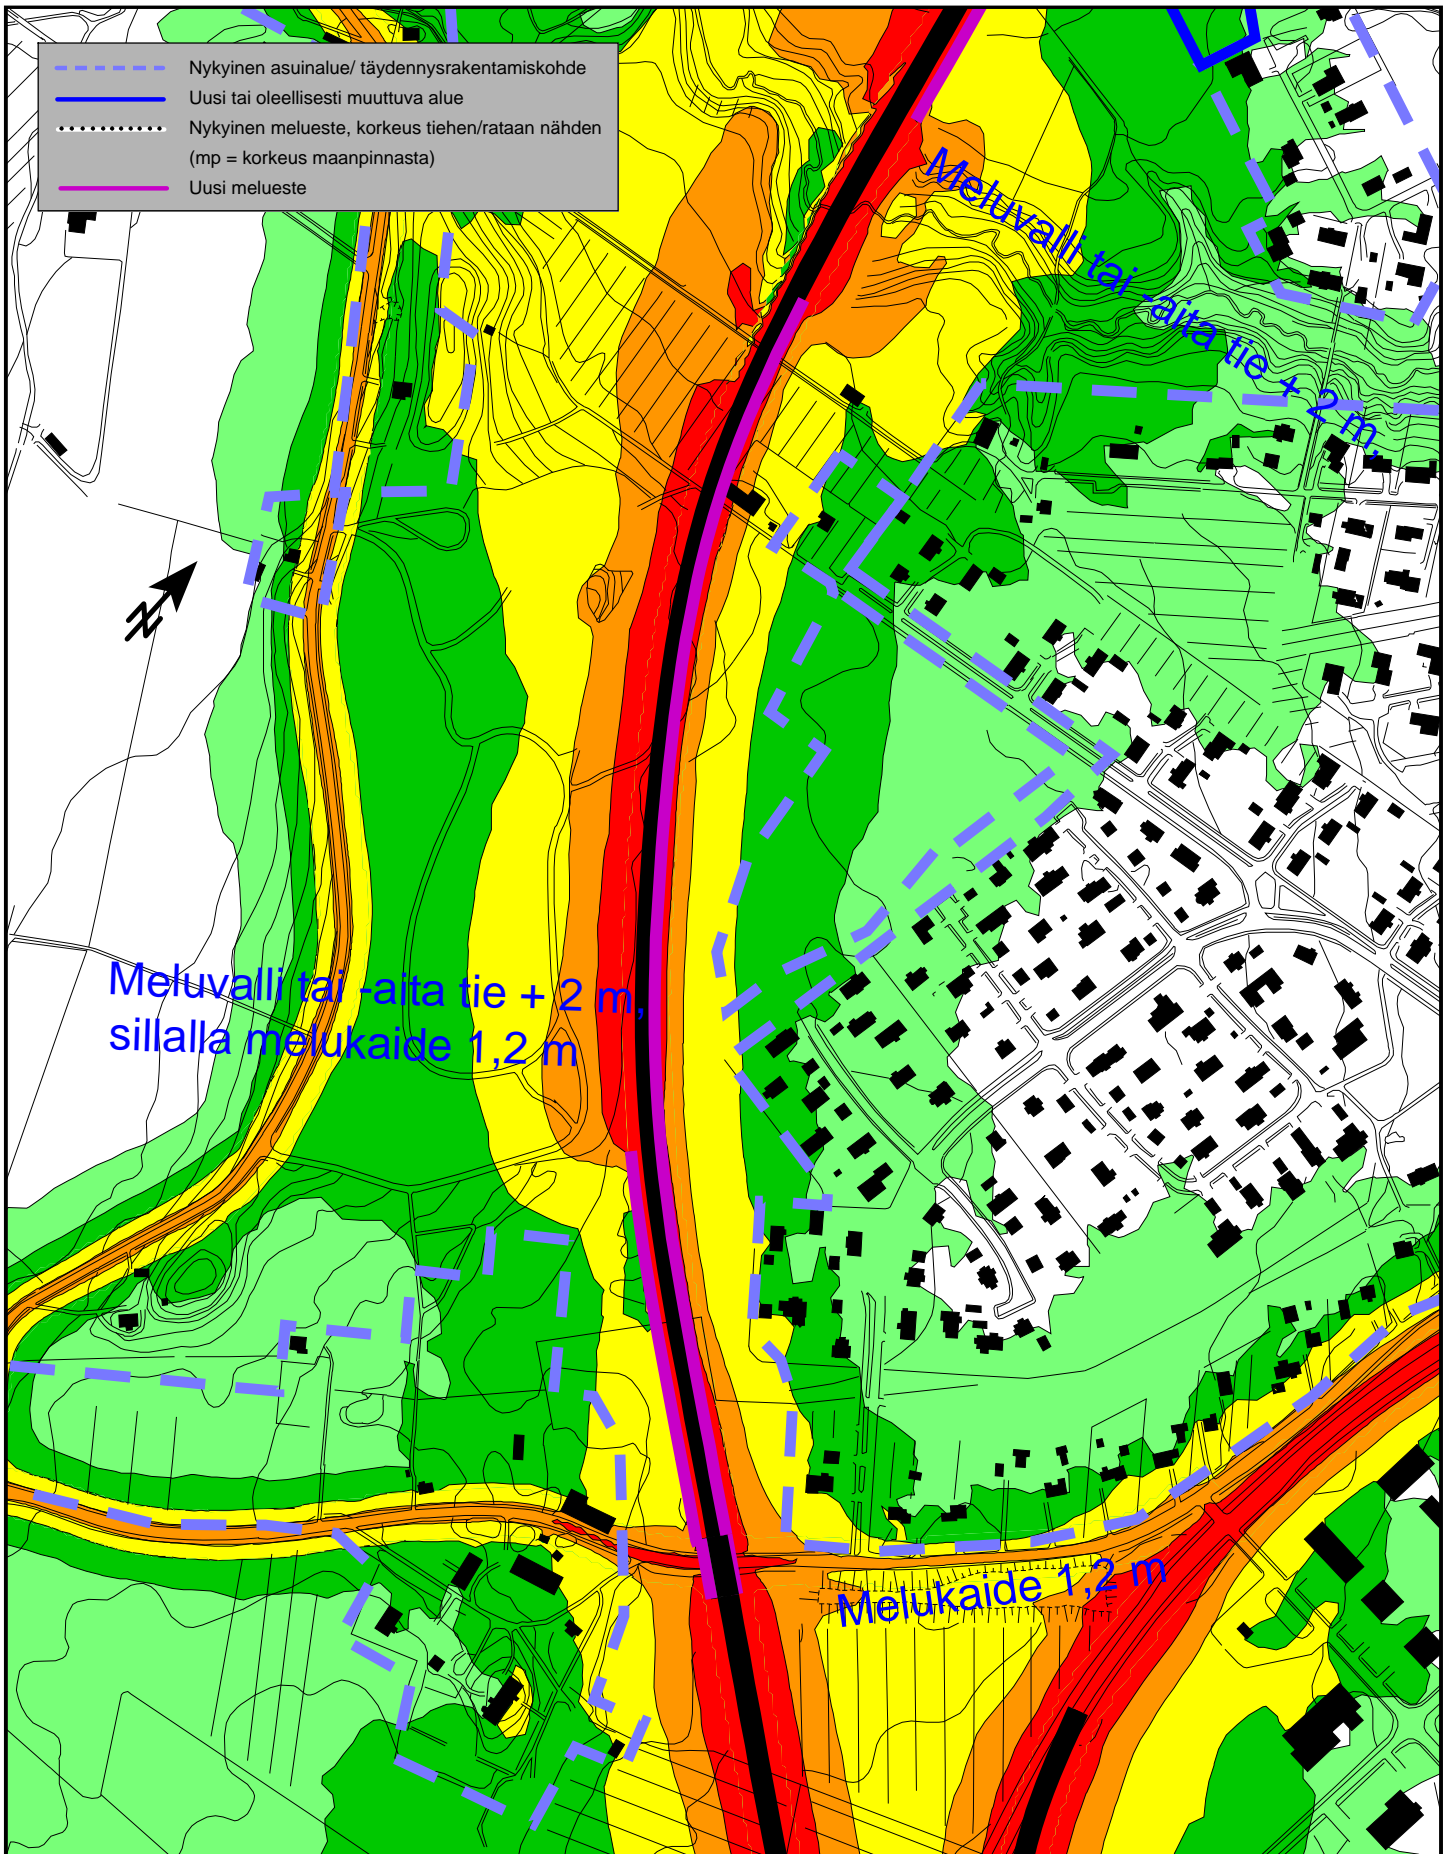 Nykyinen asuinalue/ täydennysrakentamiskohde
Uusi tai oleellisesti muuttuva alue
Nykyinen melueste, korkeus tiehen/rataan nähden
(mp = korkeus maanpinnasta)
Uusi melueste
Meluvalli tai -aita tie + 2 m,
Meluvalli tai -aita tie + 2 m,
sillalla melukaide 1,2 m
Melukaide 1,2 m